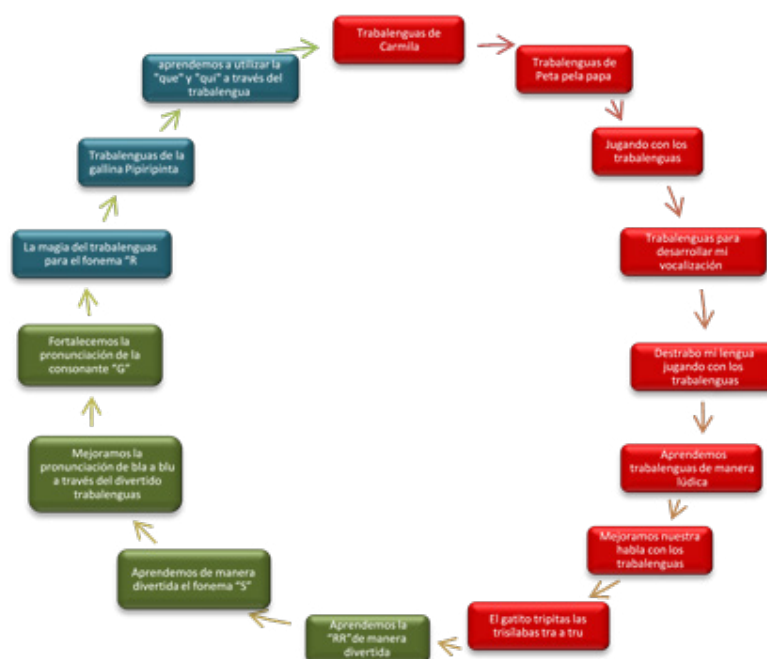 Trabalenguas de
Carmila
Trabalenguas de
Peta pela papa
Jugando con los
trabalenguas
Trabalenguas para
desarrollar mi
vocalización
Destrabo mi lengua
jugando con los
trabalenguas
Aprendemos
trabalenguas de manera
lúdica
Mejoramos nuestra
habla con los
trabalenguas
El gatito tripitas las
trisílabas tra a tru
Aprendemos la
"RR"de manera
divertida
Aprendemos de manera
divertida el fonema "S"
Mejoramos la
pronunciación de bla a blu
a través del divertido
trabalenguas
Fortalecemos la
pronunciación de la
consonante "G"
La magia del trabalenguas
para el fonema "R
Trabalenguas de la
gallina Pipiripinta
aprendemos a utilizar la
"que" y "qui" a través del
trabalengua